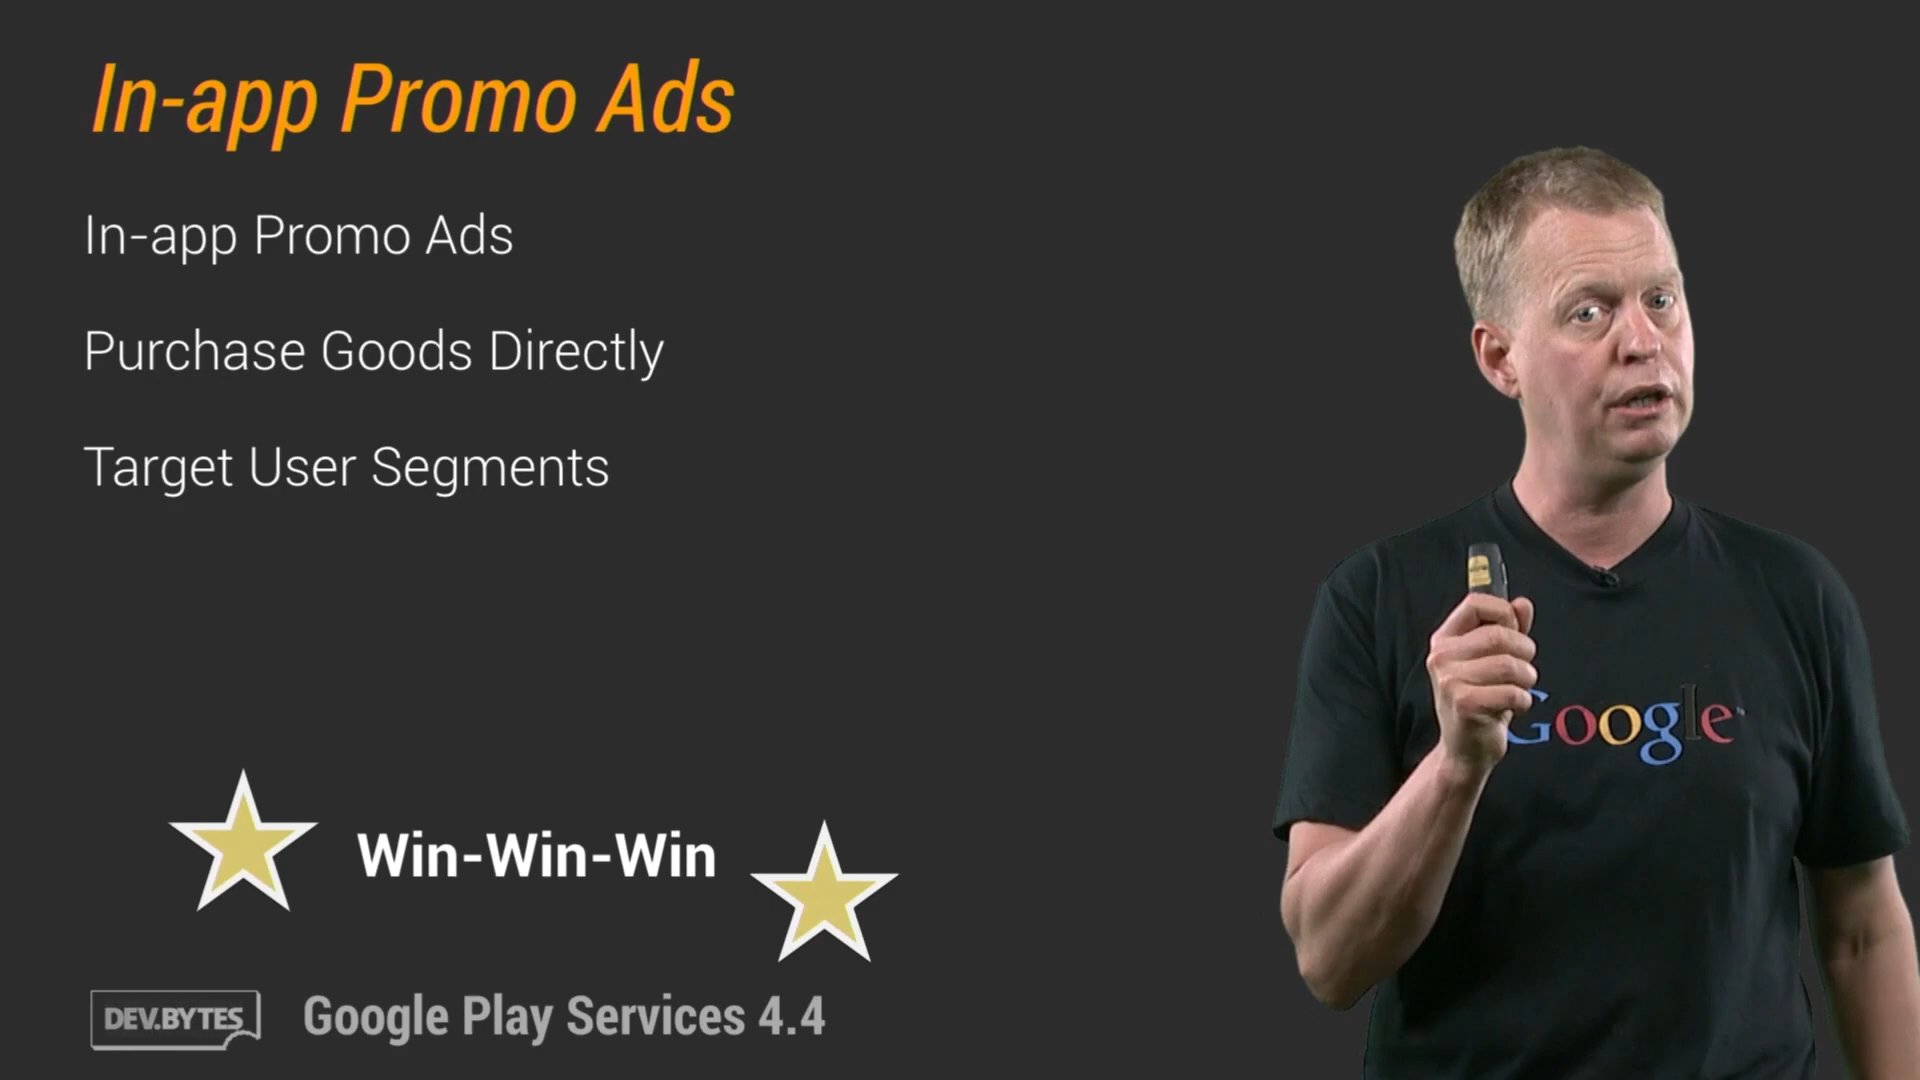 In-app Promo Ads
In-app Promo Ads
Purchase Goods Directly
Target User Segments
Win-Win-Win
DEV.BYTES Google Play Services 4.4
Google